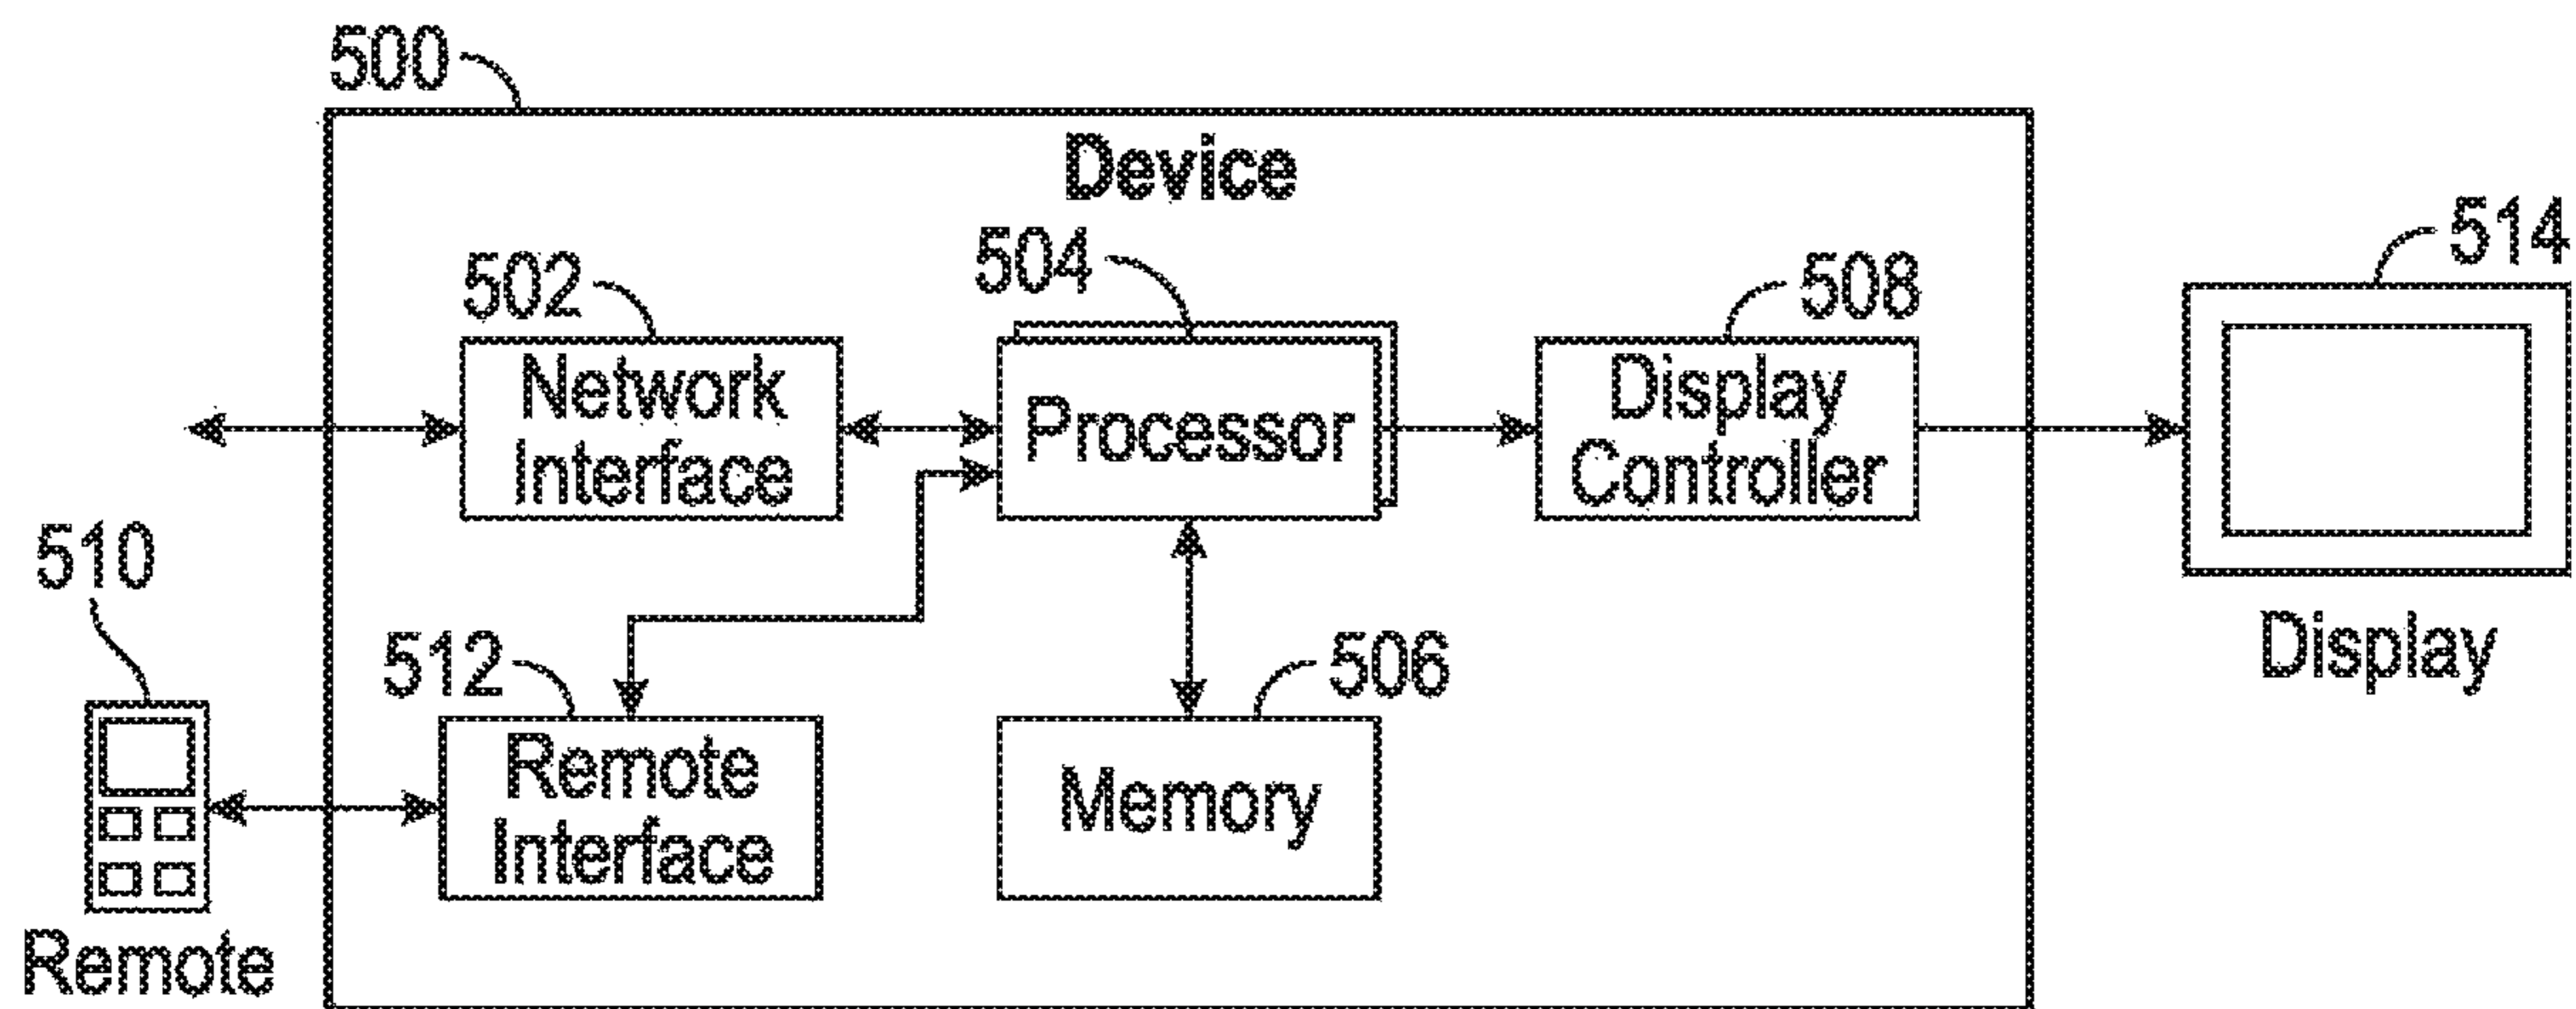 500
Device
502
504
508
514
Network
Interface
Processor
Display
Controller
510
512
506
Display
Remote
Interface
Memory
Remote